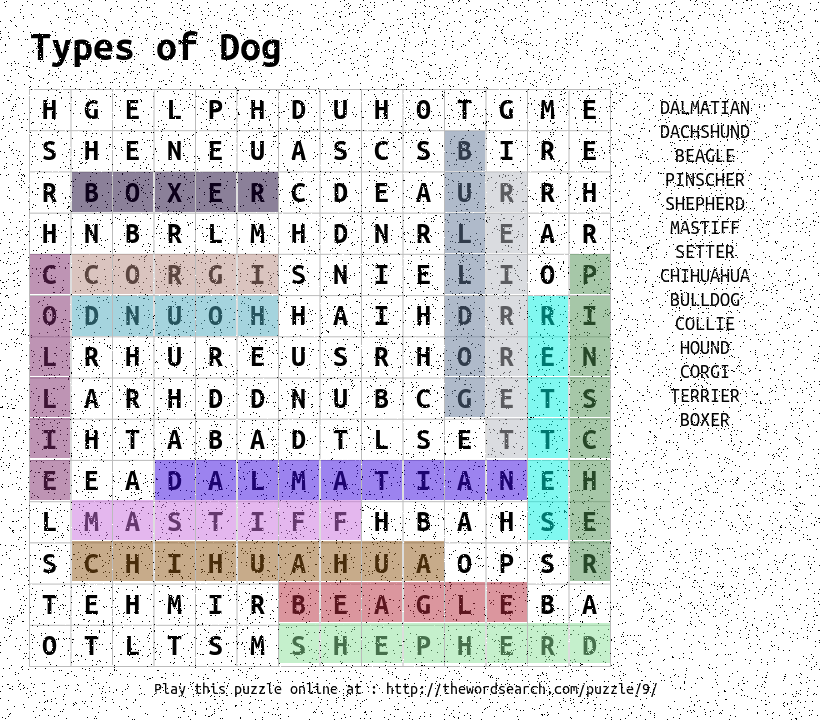 Types of Dog
H G E L P H D U H O T G M E
S H E N E U A S C S B I R E
R B O X E R C D E A U R R H
H N B R L M H D N R L E A R
C C O R G I S N I E L I O P
O D N U O H H A I H D R R I
L R H U R E U S R H O R E N
L A R H D D N U B C G E T S
I H T A B A D T L S E T T C
E E A D A L M A T I A N E H
L M A S T I F F H B A H S E
S C H I H U A H U A O P S R
T E H M I R B E A G L E B A
O T L T S M S H E P H E R D
DALMATIAN
DACHSHUND
BEAGLE
PINSCHER
SHEPHERD
MASTIFF
SETTER
CHIHUAHUA
BULLDOG
COLLIE
HOUND
CORGI
TERRIER
BOXER
Play this puzzle online at : http://thewordsearch.com/puzzle/9/